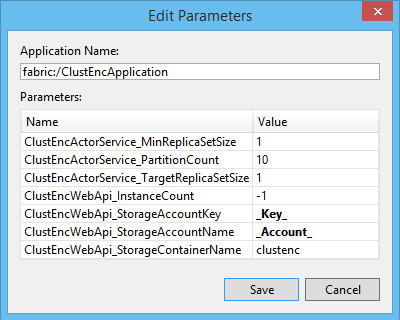 Edit Parameters
Application Name:
fabric:/ClustEncApplication
Parameters:
Name Value
ClustEncActorService_MinReplicaSetSize 1
ClustEncActorService_PartitionCount 10
ClustEncActorService_TargetReplicaSetSize 1
ClustEncWebApi_InstanceCount -1
ClustEncWebApi_StorageAccountKey _Key_
ClustEncWebApi_StorageAccountName _Account_
ClustEncWebApi_StorageContainerName clustenc
Save Cancel